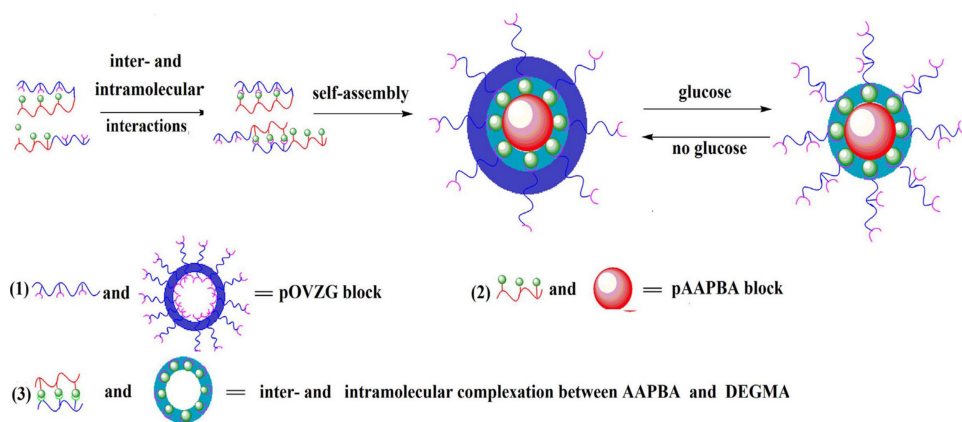 inter- and
intramolecular
interactions
self-assembly
glucose
no glucose
(1) and = pOVZG block
(2) and = pAAPBA block
(3) and = inter- and intramolecular complexation between AAPBA and DEGMA